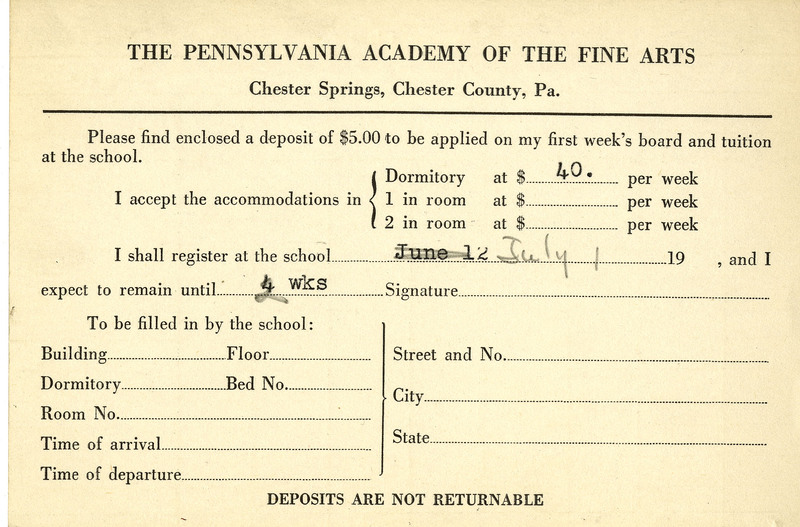 THE PENNSYLVANIA ACADEMY OF THE FINE ARTS
Chester Springs, Chester County, Pa.
Please find enclosed a deposit of $5.00 to be applied on my first week's board and tuition
at the school.
I accept the accommodations in
Dormitory at $ 40. per week
1 in room at $ per week
2 in room at $ per week
I shall register at the school June 12 July 1 19 , and I
expect to remain until 4 wks Signature
To be filled in by the school:
Building Floor
Dormitory Bed No.
Room No.
Time of arrival
Time of departure
Street and No.
City
State
DEPOSITS ARE NOT RETURNABLE